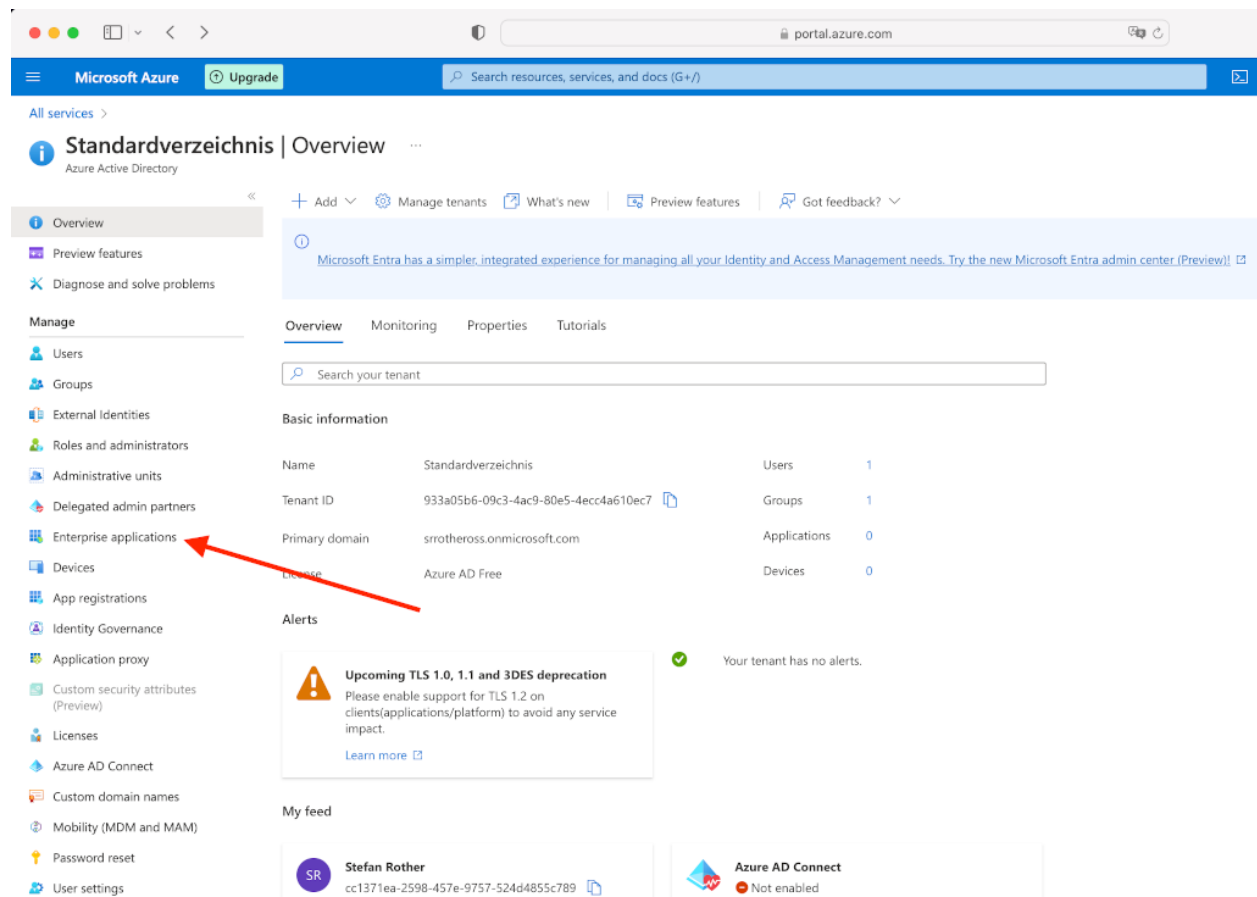 portal.azure.com
Microsoft Azure
Upgrade
Search resources, services, and docs (G+/)
All services >
Standardverzeichnis | Overview ...
Azure Active Directory
«
Add
Manage tenants
What's new
Preview features
Got feedback?
Overview
Preview features
Diagnose and solve problems
Manage
Users
Groups
External Identities
Roles and administrators
Administrative units
Delegated admin partners
Enterprise applications
Devices
App registrations
Identity Governance
Application proxy
Custom security attributes
(Preview)
Licenses
Azure AD Connect
Custom domain names
Mobility (MDM and MAM)
Password reset
User settings
Microsoft Entra has a simpler, integrated experience for managing all your Identity and Access Management needs. Try the new Microsoft Entra admin center (Preview)!
Overview
Monitoring
Properties
Tutorials
Search your tenant
Basic information
Name Standardverzeichnis
Tenant ID 933a05b6-09c3-4ac9-80e5-4ecc4a610ec7
Primary domain srrotheross.onmicrosoft.com
License Azure AD Free
Users 1
Groups 1
Applications 0
Devices 0
Alerts
Upcoming TLS 1.0, 1.1 and 3DES deprecation
Please enable support for TLS 1.2 on
clients(applications/platform) to avoid any service
impact.
Learn more
Your tenant has no alerts.
My feed
SR
Stefan Rother
cc1371ea-2598-457e-9757-524d4855c789
Azure AD Connect
Not enabled